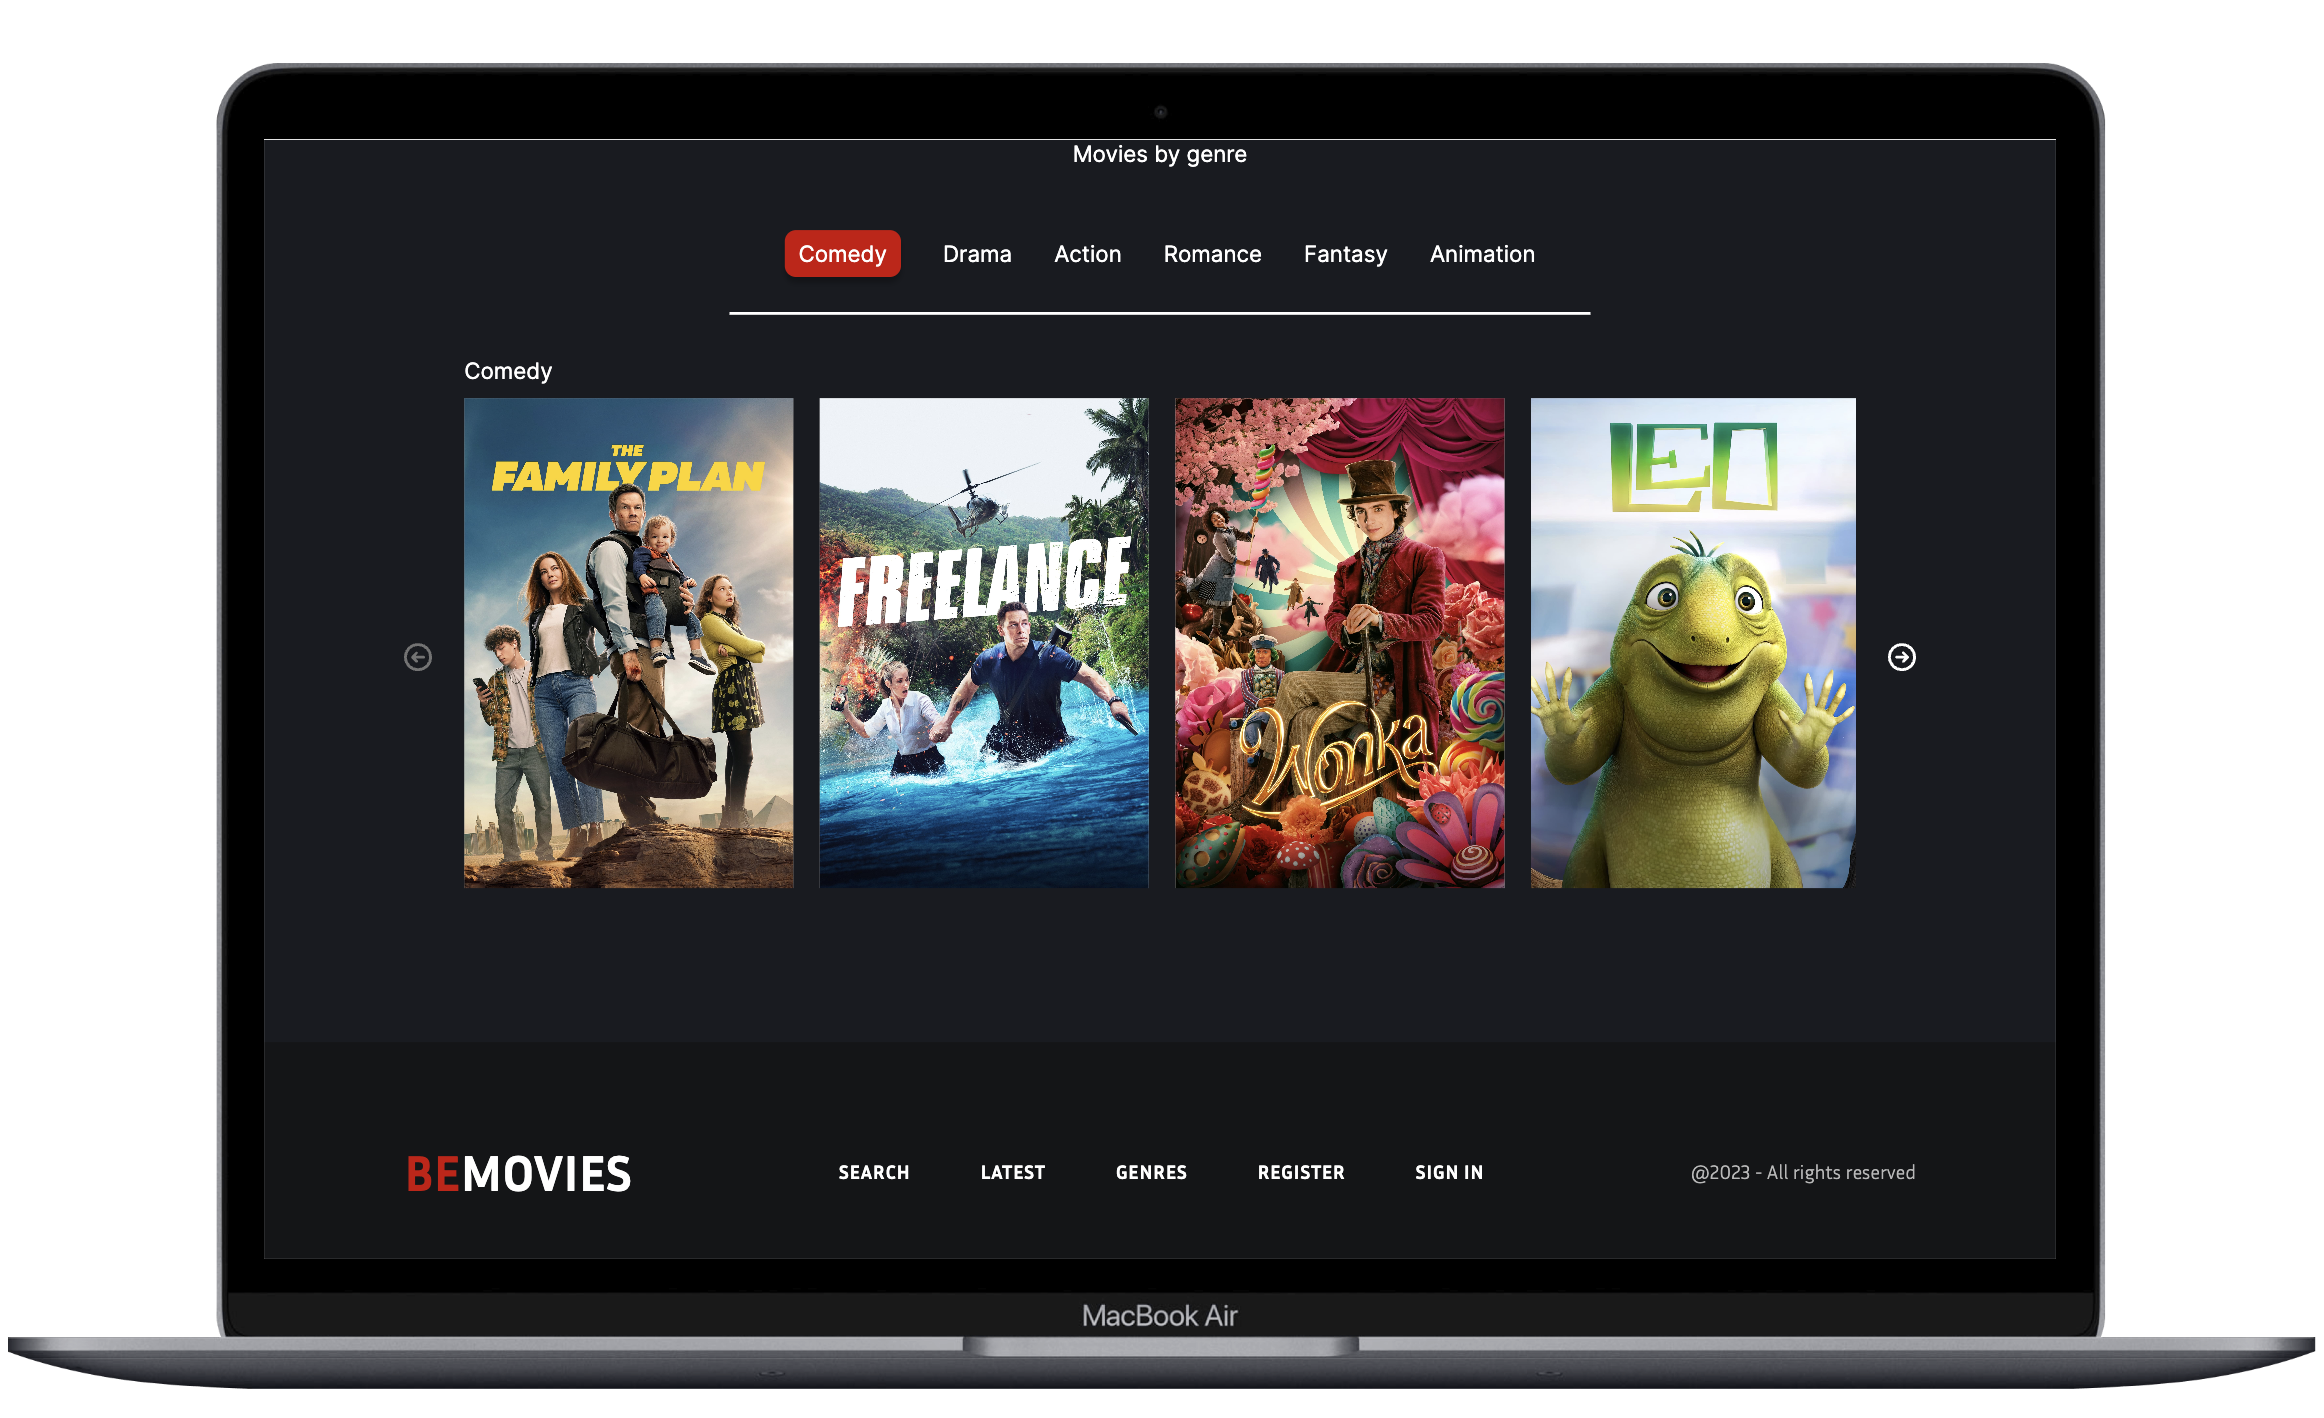 Movies by genre
Comedy Drama Action Romance Fantasy Animation
Comedy
THE
FAMILY PLAN
FREELANCE
Wonka
LEO
BEMOVIES SEARCH LATEST GENRES REGISTER SIGN IN @2023 - All rights reserved
MacBook Air